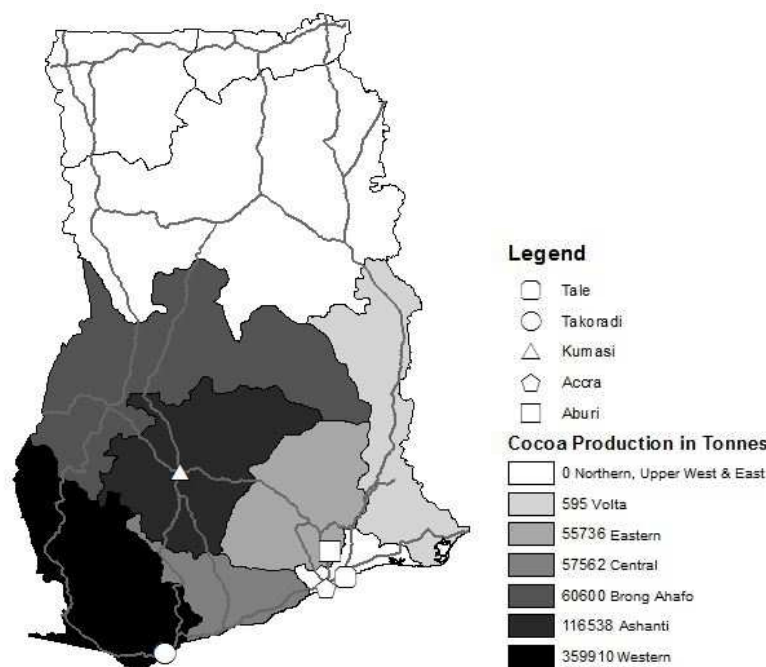 Legend
Tale
Takoradi
Kumasi
Accra
Aburi
Cocoa Production in Tonnes
0 Northern, Upper West & East
595 Volta
55736 Eastern
57562 Central
60600 Brong Ahafo
116538 Ashanti
359910 Western